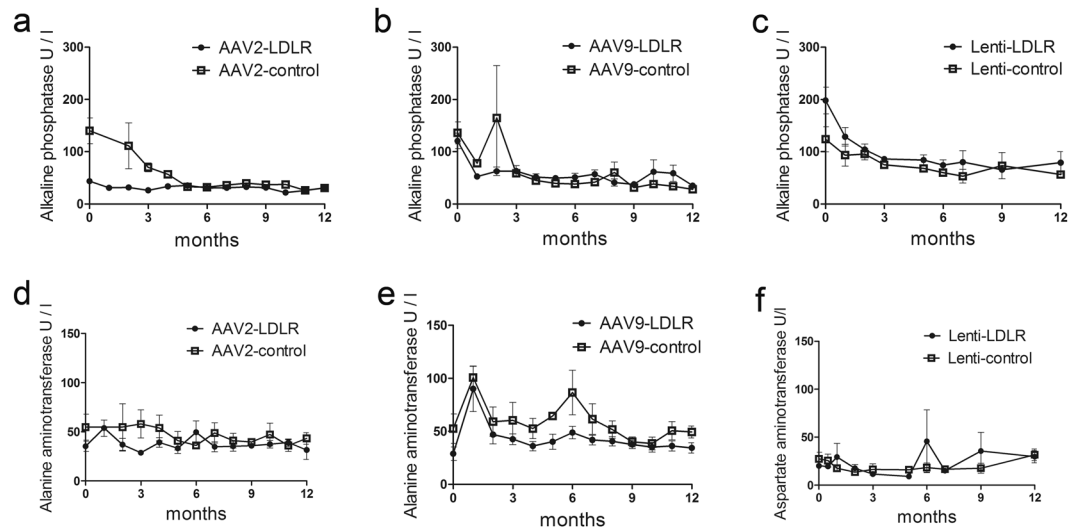 a
Alkaline phosphatase U / l
300
200
100
0
0 3 6 9 12
months
AAV2-LDLR
AAV2-control
b
Alkaline phosphatase U / l
300
200
100
0
0 3 6 9 12
months
AAV9-LDLR
AAV9-control
c
Alkaline phosphatase U / l
300
200
100
0
0 3 6 9 12
months
Lenti-LDLR
Lenti-control
d
Alanine aminotransferase U / l
150
100
50
0
0 3 6 9 12
months
AAV2-LDLR
AAV2-control
e
Alanine aminotransferase U / l
150
100
50
0
0 3 6 9 12
months
AAV9-LDLR
AAV9-control
f
Aspartate aminotransferase U/l
150
100
50
0
0 3 6 9 12
months
Lenti-LDLR
Lenti-control